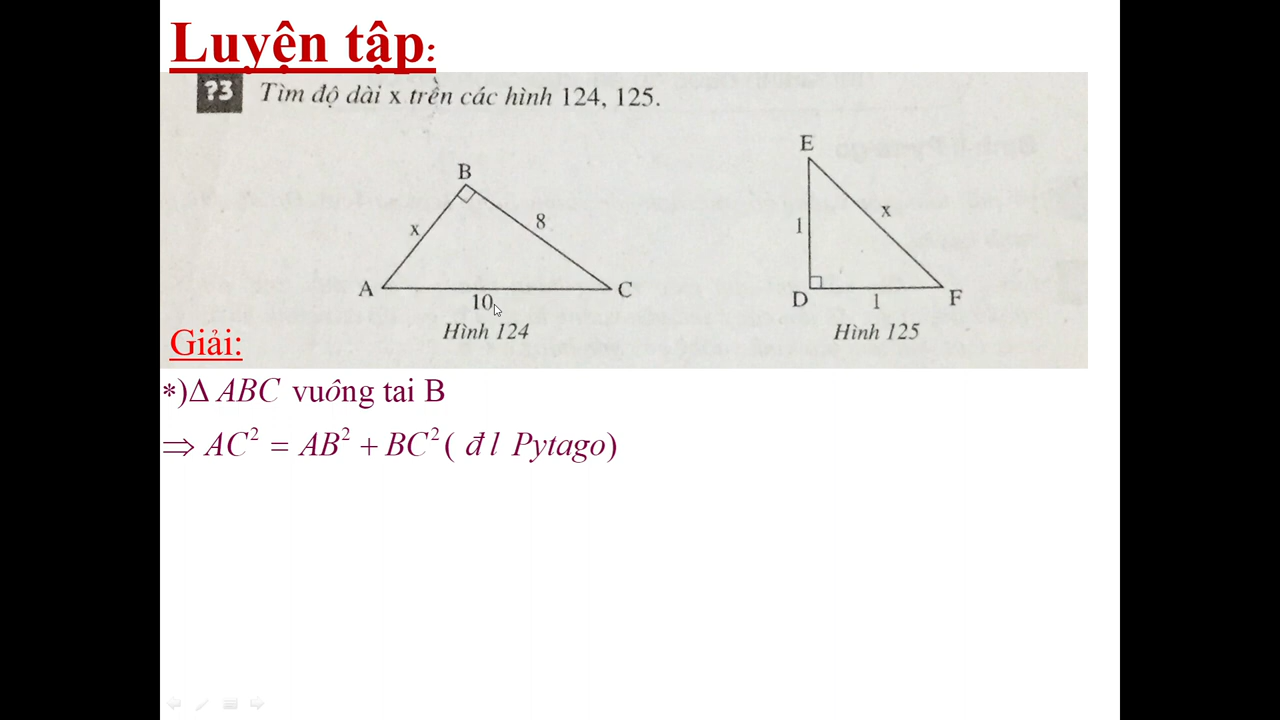 Luyện tập:
?3 Tìm độ dài x trên các hình 124, 125.
B
x
8
A
10
C
Hình 124
E
1
x
D
1
F
Hình 125
Giải:
*)Δ ABC vuông tai B
⇒ AC² = AB² + BC² ( đ l Pytago)